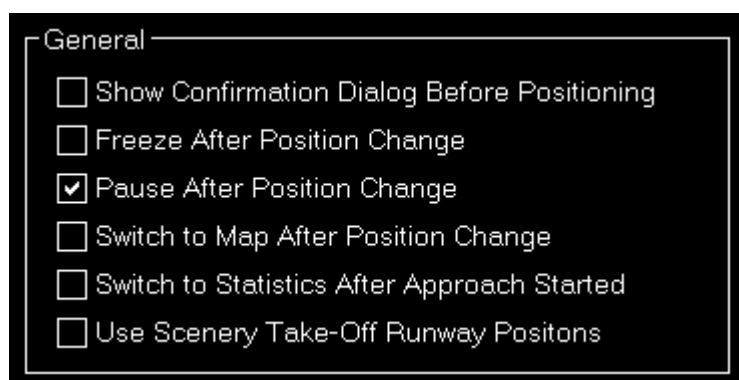 General
Show Confirmation Dialog Before Positioning
Freeze After Position Change
Pause After Position Change
Switch to Map After Position Change
Switch to Statistics After Approach Started
Use Scenery Take-Off Runway Positons